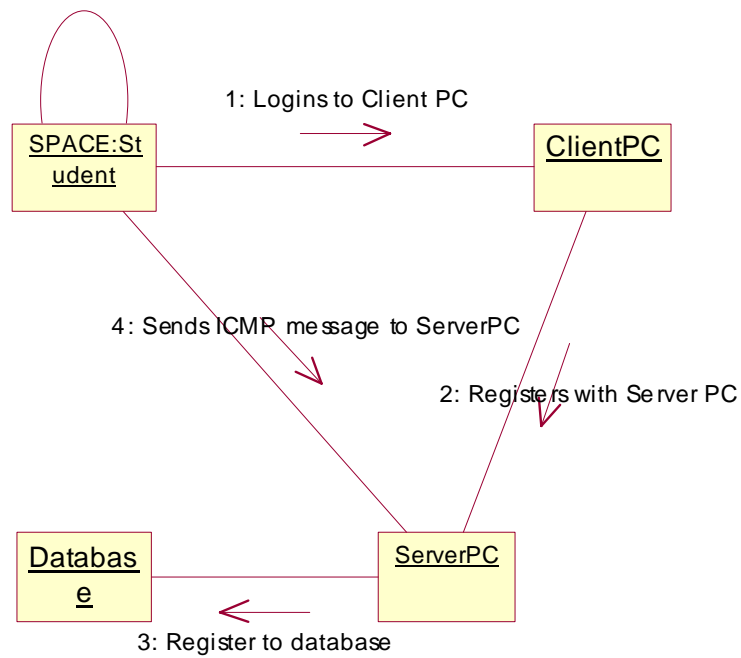 1: Logins to Client PC
SPACE:St
udent
ClientPC
4: Sends ICMP message to ServerPC
2: Registers with Server PC
Databas
e
ServerPC
3: Register to database